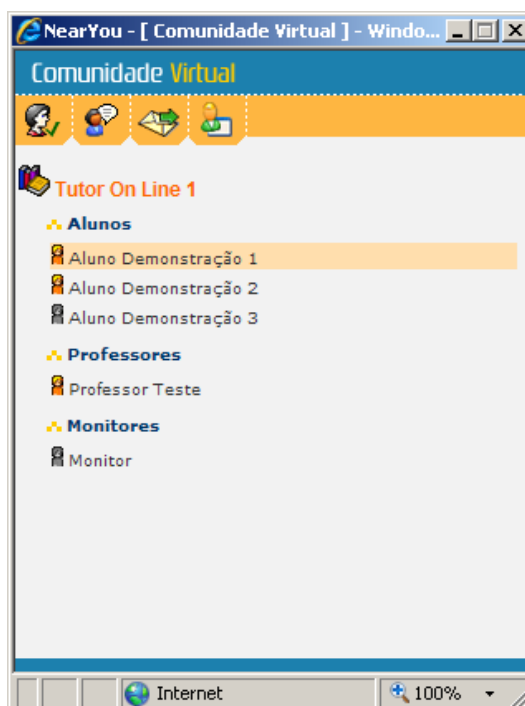 NearYou - [ Comunidade Virtual ] - Windo...
Comunidade Virtual
Tutor On Line 1
Alunos
Aluno Demonstração 1
Aluno Demonstração 2
Aluno Demonstração 3
Professores
Professor Teste
Monitores
Monitor
Internet
100%